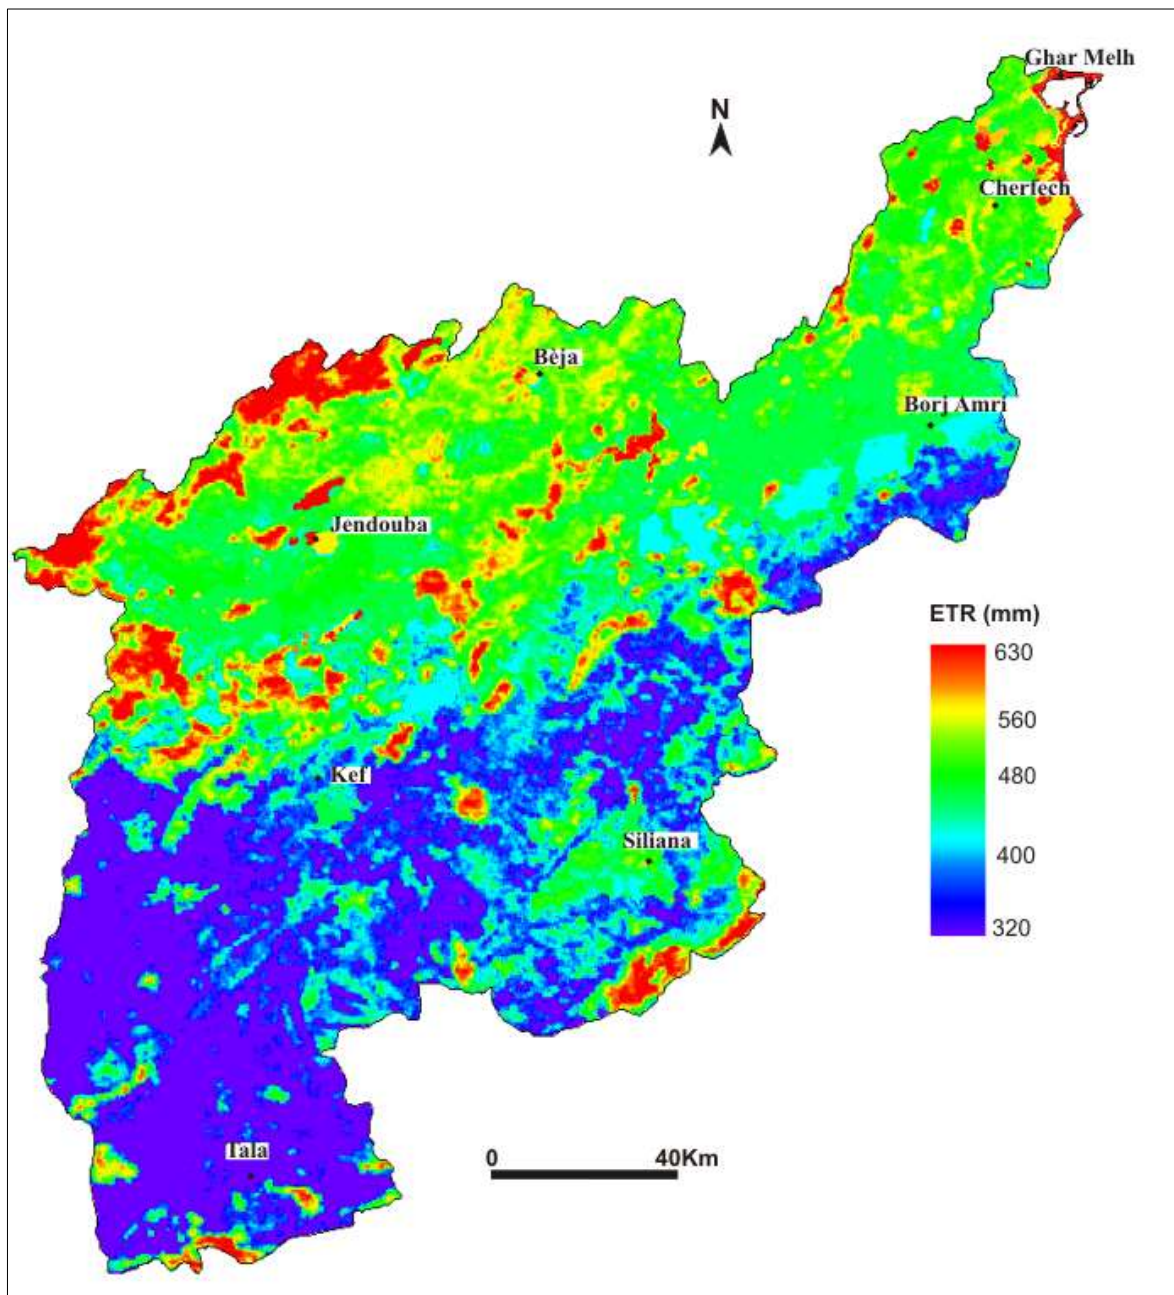 Ghar Melh
N
Cherfech
Bèja
Borj Amri
Jendouba
ETR (mm)
630
560
480
400
320
Kef
Siliana
Tala
0 40Km